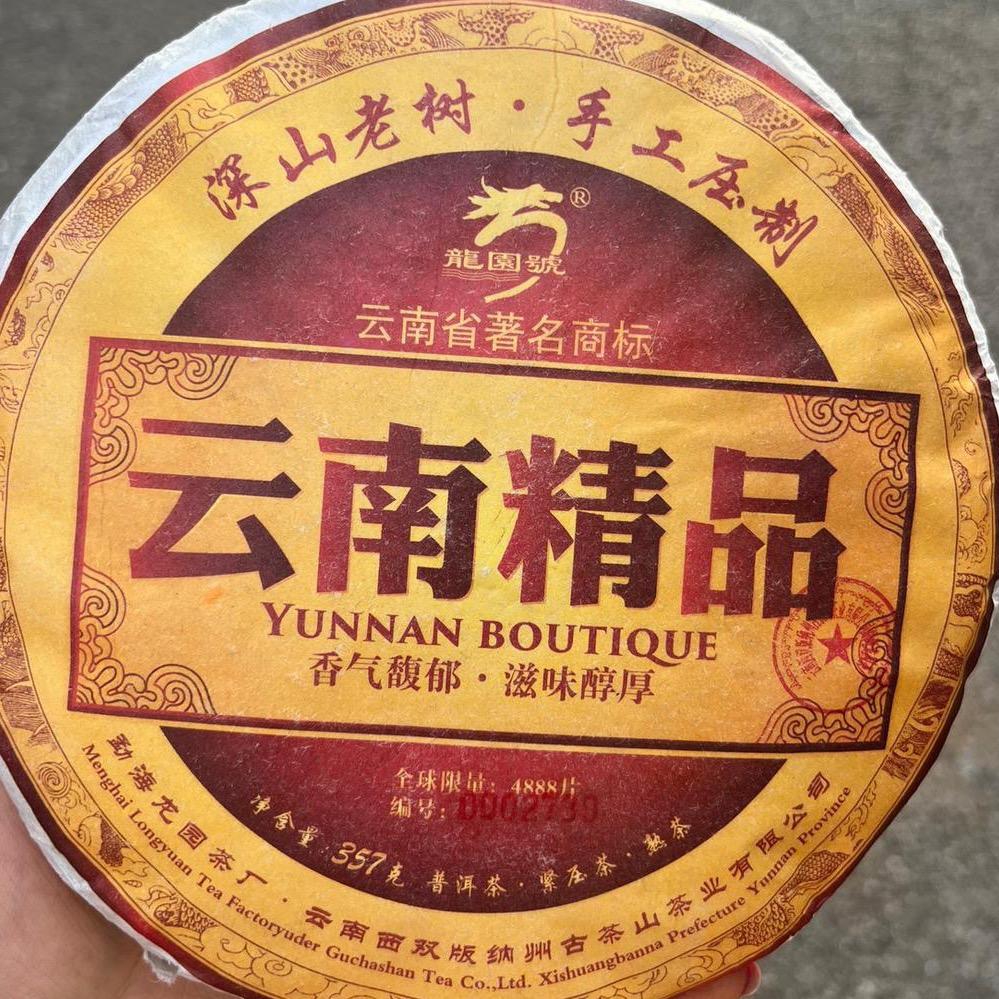 深山老树·手工压制
®
龍園號
云南省著名商标
云南精品
YUNNAN BOUTIQUE
香气馥郁·滋味醇厚
全球限量：4888片
编号：0002739
净含量：357克 普洱茶·紧压茶·熟茶
勐海龙园茶厂·云南西双版纳州古茶山茶业有限公司
Menghai Longyuan Tea Factoryuder Guchashan Tea Co.,Ltd. Xishuangbanna Prefecture Yunnan Province